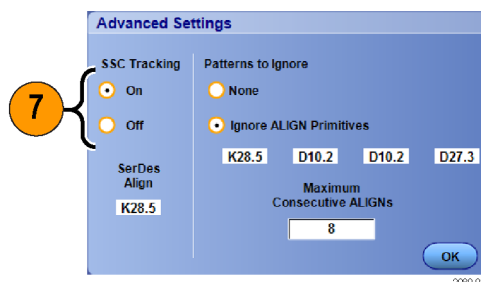 Advanced Settings
SSC Tracking
On
Off
7
SerDes
Align
K28.5
Patterns to Ignore
None
Ignore ALIGN Primitives
K28.5 D10.2 D10.2 D27.3
Maximum
Consecutive ALIGNs
8
OK